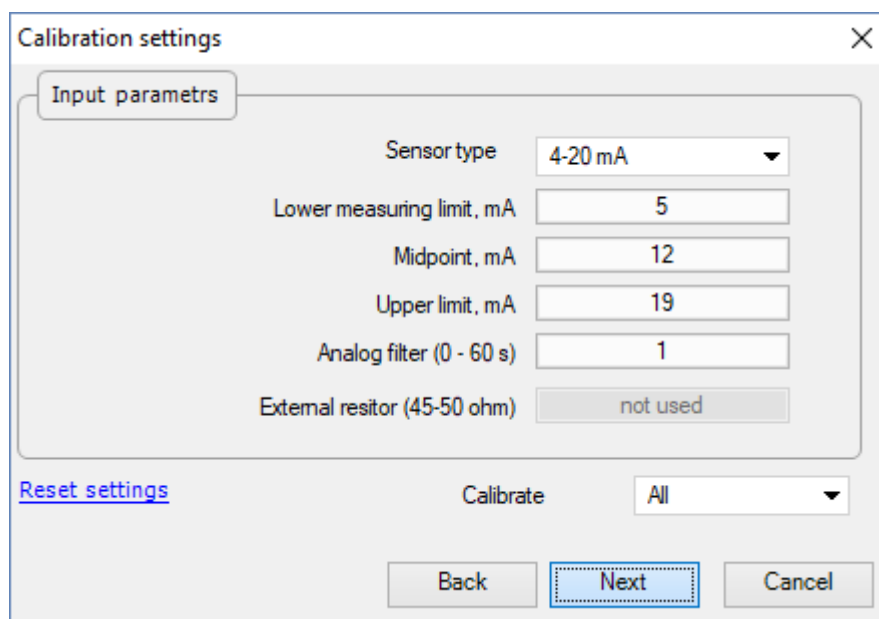 Calibration settings
Input parametrs
Sensor type 4-20 mA
Lower measuring limit, mA 5
Midpoint, mA 12
Upper limit, mA 19
Analog filter (0 - 60 s) 1
External resitor (45-50 ohm) not used
Reset settings Calibrate All
Back Next Cancel